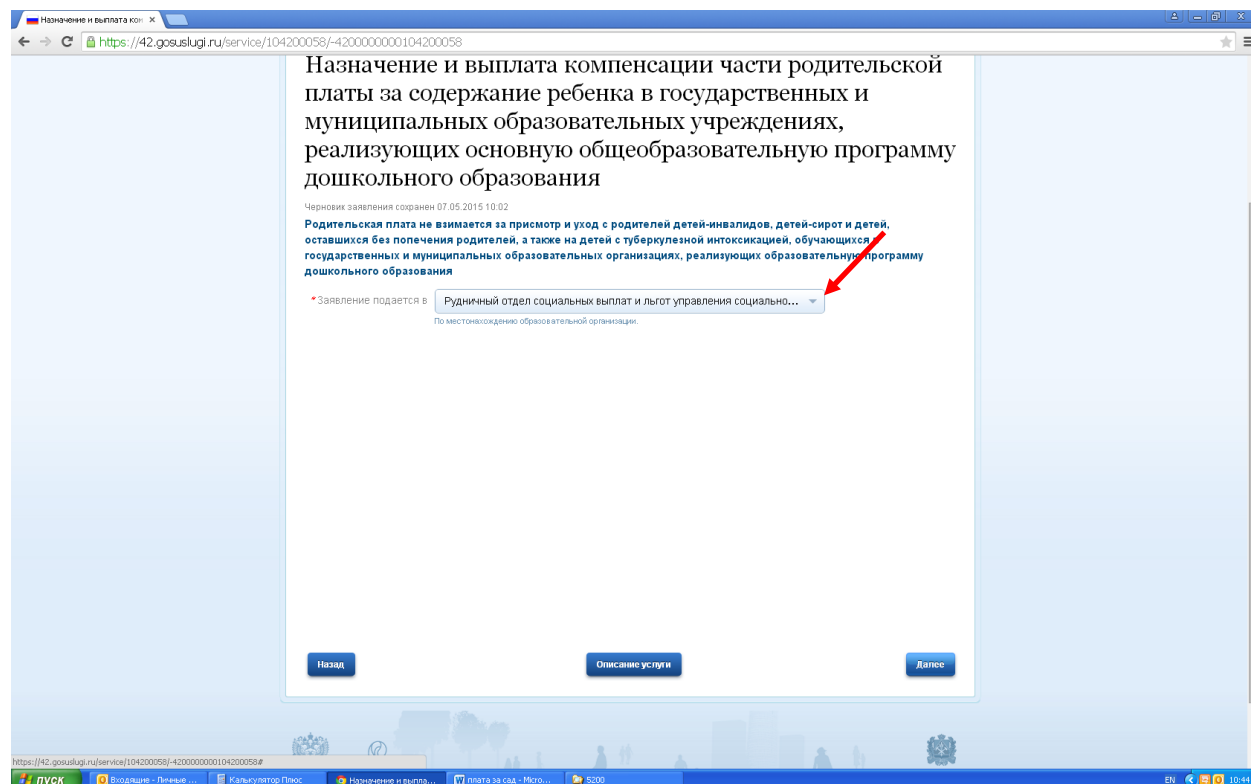 Назначение и выплата кон
https://42.gosuslugi.ru/service/104200058/-4200000000104200058
Назначение и выплата компенсации части родительской
платы за содержание ребенка в государственных и
муниципальных образовательных учреждениях,
реализующих основную общеобразовательную программу
дошкольного образования
Черновик заявления сохранен 07.05.2015 10:02
Родительская плата не взимается за присмотр и уход с родителей детей-инвалидов, детей-сирот и детей,
оставшихся без попечения родителей, а также на детей с туберкулезной интоксикацией, обучающихся в
государственных и муниципальных образовательных организациях, реализующих образовательную программу
дошкольного образования
*Заявление подается в Рудничный отдел социальных выплат и льгот управления социально...
По местонахождению образовательной организации.
Назад Описание услуги Далее
https://42.gosuslugi.ru/service/104200058/-4200000000104200058#
пуск Входящие - Личные ... Калькулятор Плюс Назначение и выпла... плата за сад - Micro... 5200 EN 10:44